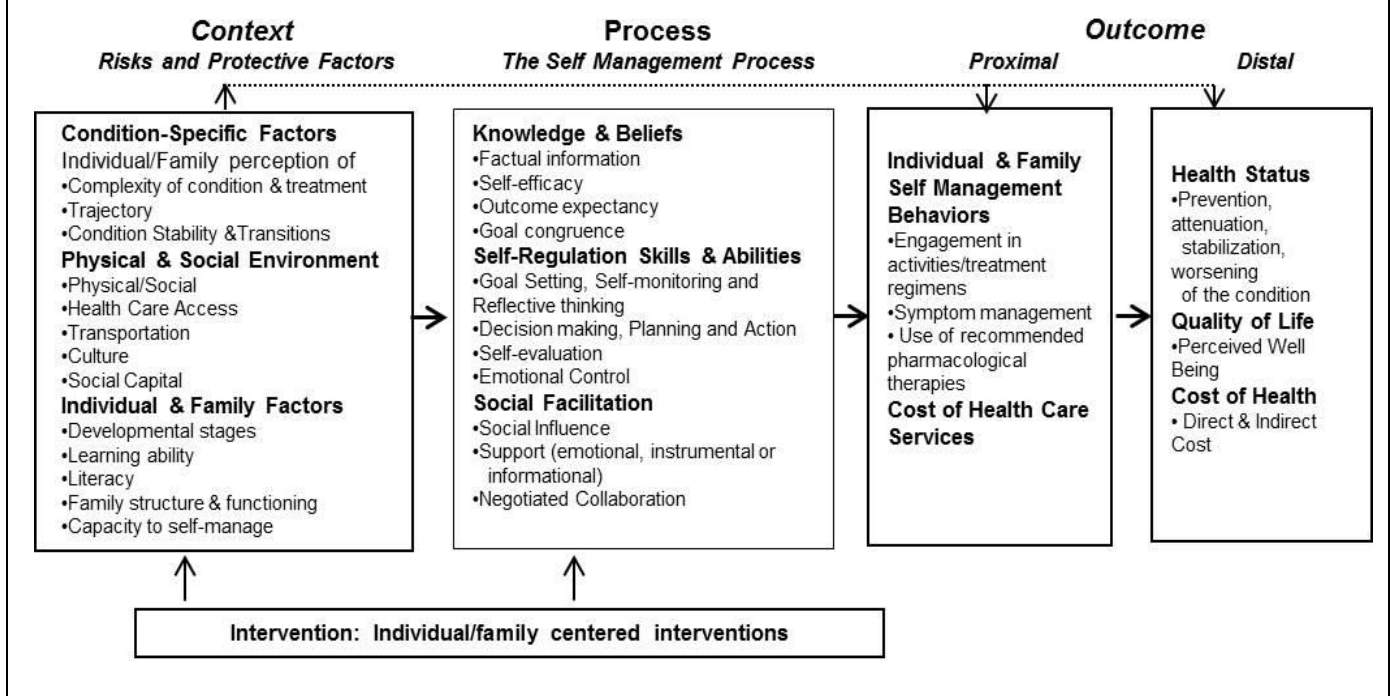 Context
Process
Outcome
Risks and Protective Factors
The Self Management Process
Proximal
Distal
Condition-Specific Factors
Individual/Family perception of
•Complexity of condition & treatment
•Trajectory
•Condition Stability &Transitions
Physical & Social Environment
•Physical/Social
•Health Care Access
•Transportation
•Culture
•Social Capital
Individual & Family Factors
•Developmental stages
•Learning ability
•Literacy
•Family structure & functioning
•Capacity to self-manage
Knowledge & Beliefs
•Factual information
•Self-efficacy
•Outcome expectancy
•Goal congruence
Self-Regulation Skills & Abilities
•Goal Setting, Self-monitoring and
Reflective thinking
•Decision making, Planning and Action
•Self-evaluation
•Emotional Control
Social Facilitation
•Social Influence
•Support (emotional, instrumental or
informational)
•Negotiated Collaboration
Individual & Family
Self Management
Behaviors
•Engagement in
activities/treatment
regimens
•Symptom management
• Use of recommended
pharmacological
therapies
Cost of Health Care
Services
Health Status
•Prevention,
attenuation,
stabilization,
worsening
of the condition
Quality of Life
•Perceived Well
Being
Cost of Health
• Direct & Indirect
Cost
Intervention: Individual/family centered interventions